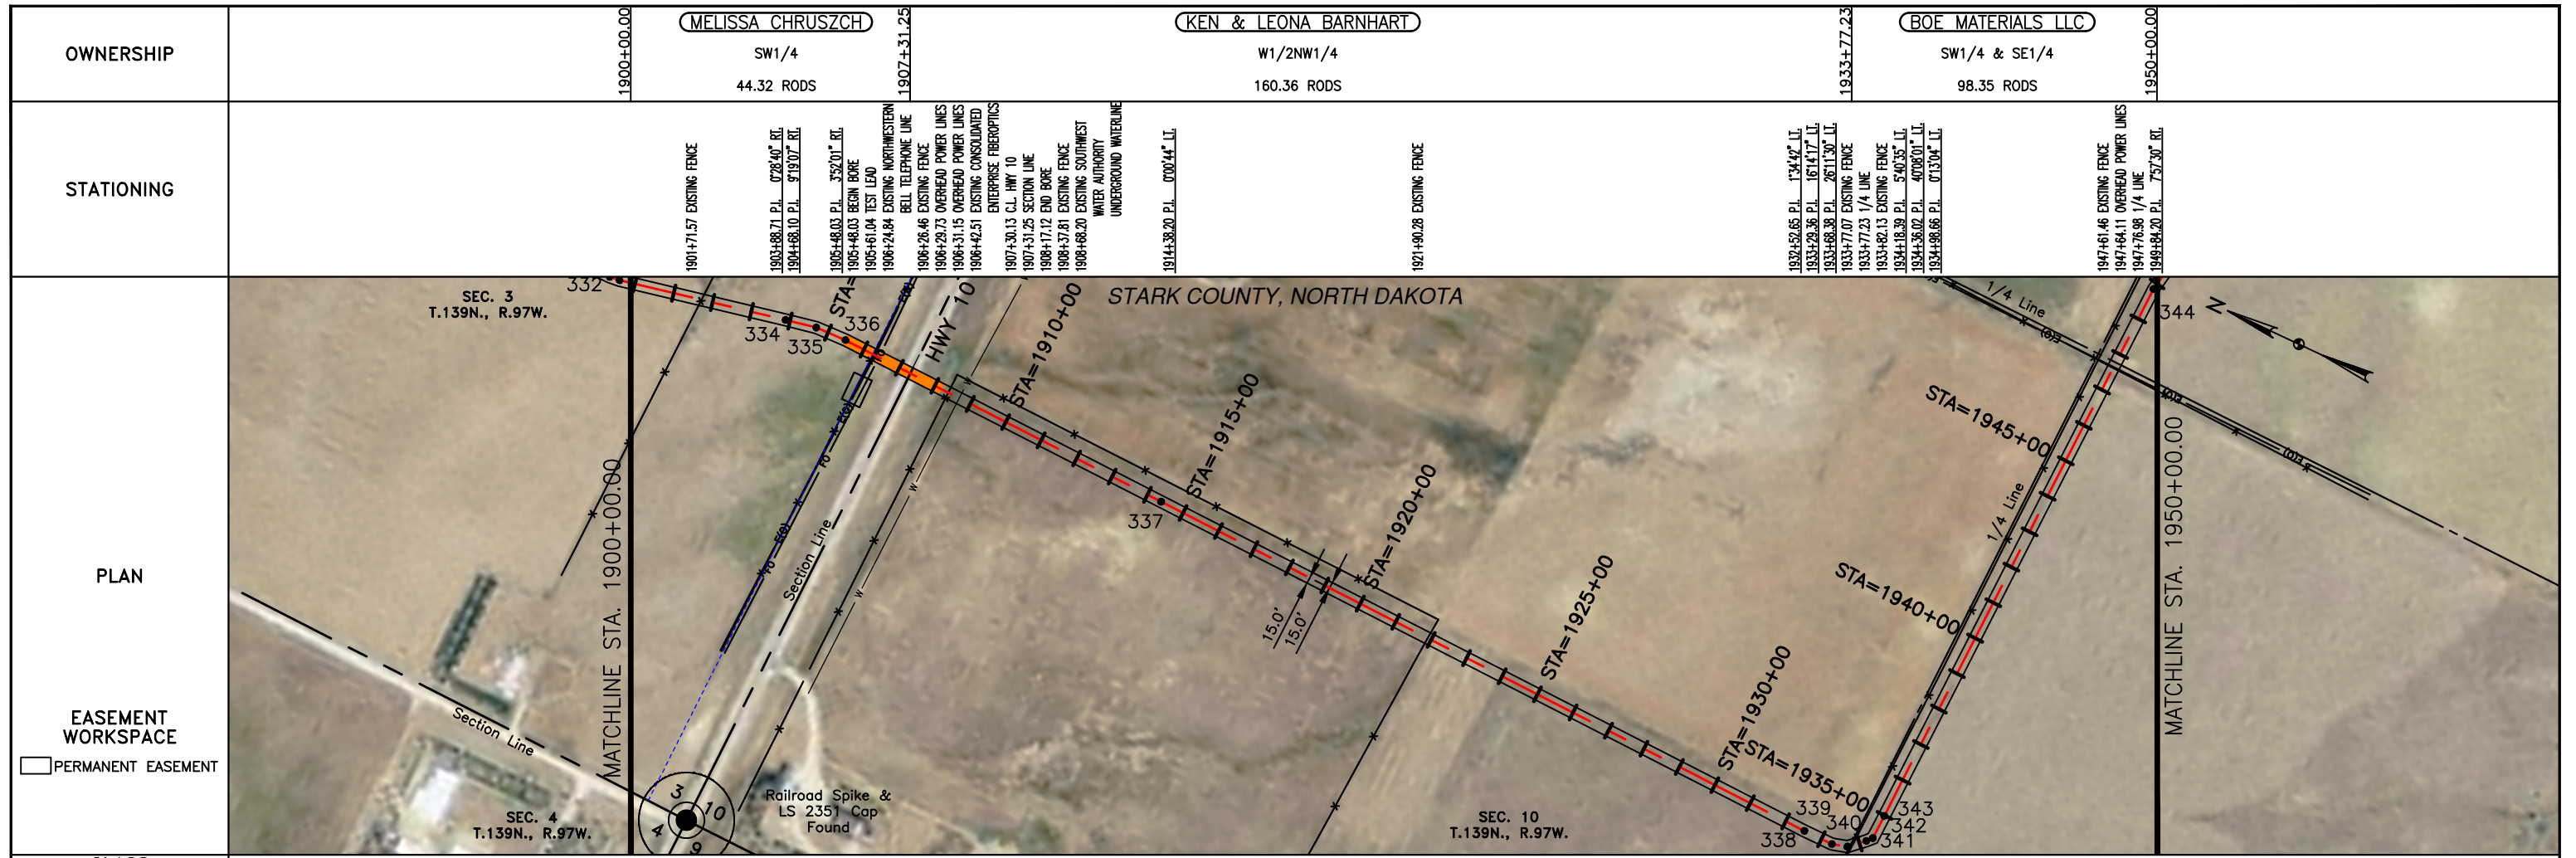 OWNERSHIP
1900+00.00
MELISSA CHRUSZCH
SW1/4
44.32 RODS
1907+31.25
KEN & LEONA BARNHART
W1/2NW1/4
160.36 RODS
1933+77.23
BOE MATERIALS LLC
SW1/4 & SE1/4
98.35 RODS
1950+00.00
STATIONING
1901+71.57 EXISTING FENCE
1903+88.71 P.I. 0°28'40" RT.
1904+68.10 P.I. 9°19'07" RT.
1905+48.03 P.I. 3°52'01" RT.
1905+48.03 BEGIN BORE
1905+61.04 TEST LEAD
1906+24.84 EXISTING NORTHWESTERN
BELL TELEPHONE LINE
1906+26.46 EXISTING FENCE
1906+29.73 OVERHEAD POWER LINES
1906+31.15 OVERHEAD POWER LINES
1906+42.51 EXISTING CONSOLIDATED
ENTERPRISE FIBEROPTICS
1907+30.13 C.L. HWY 10
1907+31.25 SECTION LINE
1908+17.12 END BORE
1908+37.81 EXISTING FENCE
1908+68.20 EXISTING SOUTHWEST
WATER AUTHORITY
UNDERGROUND WATERLINE
1914+38.20 P.I. 0°00'44" LT.
1921+90.28 EXISTING FENCE
1932+52.65 P.I. 1°34'42" LT.
1933+29.36 P.I. 16°14'17" LT.
1933+68.38 P.I. 26°11'30" LT.
1933+77.07 EXISTING FENCE
1933+77.23 1/4 LINE
1933+82.13 EXISTING FENCE
1934+18.39 P.I. 5°40'35" LT.
1934+36.02 P.I. 40°08'01" LT.
1934+98.66 P.I. 0°13'04" LT.
1947+61.46 EXISTING FENCE
1947+64.11 OVERHEAD POWER LINES
1947+76.98 1/4 LINE
1949+84.20 P.I. 7°57'30" RT.
PLAN
EASEMENT
WORKSPACE
PERMANENT EASEMENT
332
SEC. 3
T.139N., R.97W.
334
335
336
STA=
HWY 10
STARK COUNTY, NORTH DAKOTA
STA=1910+00
STA=1915+00
STA=1920+00
STA=1925+00
STA=1930+00
STA=1935+00
STA=1940+00
STA=1945+00
1/4 Line
1/4 Line
344
N
MATCHLINE STA. 1900+00.00
MATCHLINE STA. 1950+00.00
E(O)
E(O)
FO
E(O)
FO
W
W
W
E(O)
E(O)
E(O)
Section Line
Section Line
337
15.0'
15.0'
338
339
340
341
342
343
SEC. 4
T.139N., R.97W.
3
10
4
9
Railroad Spike &
LS 2351 Cap
Found
SEC. 10
T.139N., R.97W.